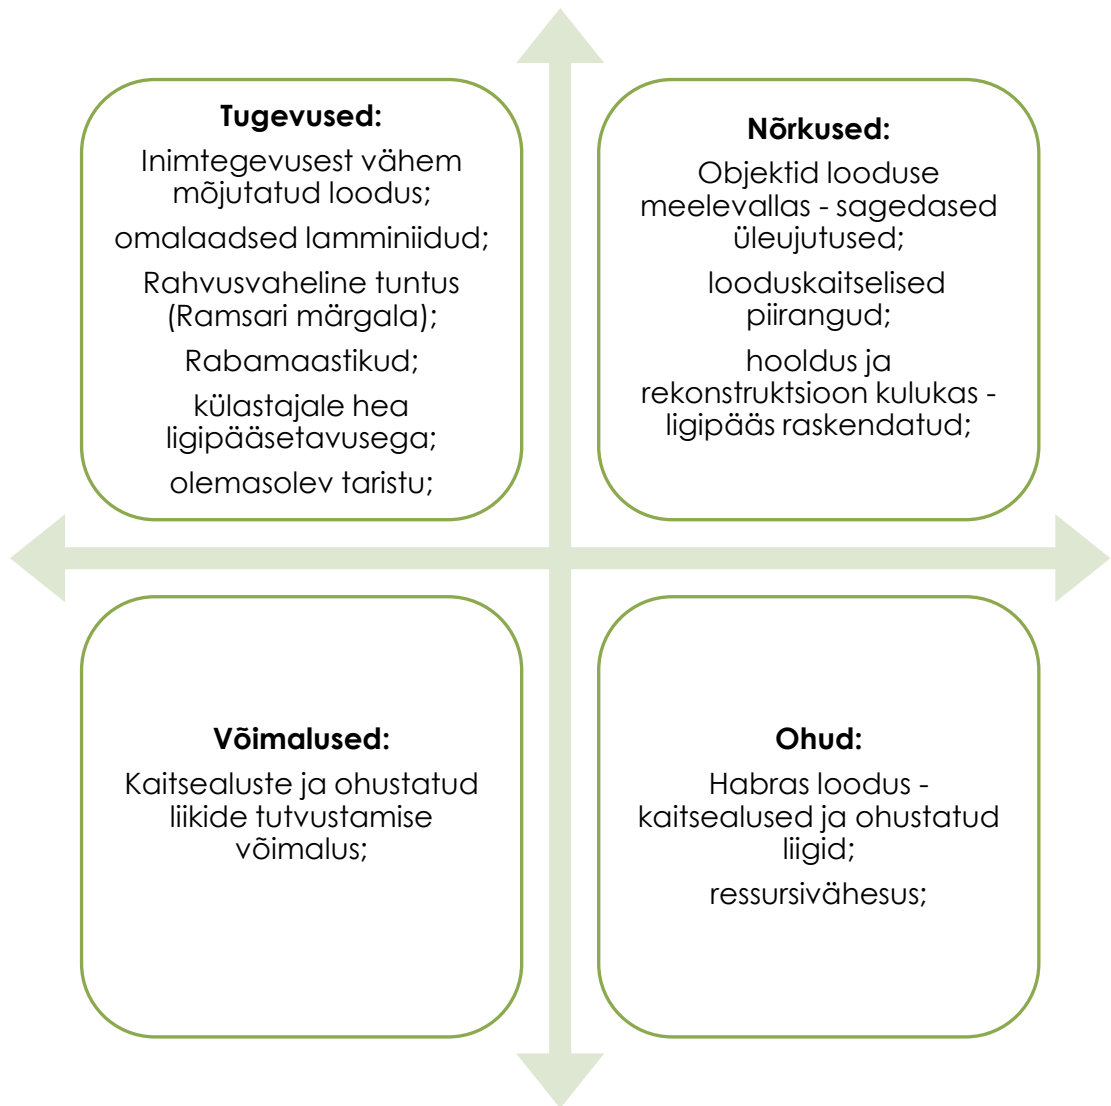 Tugevused:
Inimtegevusest vähem
mõjutatud loodus;
omalaadsed lamminiidud;
Rahvusvaheline tuntus
(Ramsari märgala);
Rabamaastikud;
külastajale hea
ligipääsetavusega;
olemasolev taristu;
Nõrkused:
Objektid looduse
meelevallas - sagedased
üleujutused;
looduskaitselised
piirangud;
hooldus ja
rekonstruktsioon kulukas -
ligipääs raskendatud;
Võimalused:
Kaitsealuste ja ohustatud
liikide tutvustamise
võimalus;
Ohud:
Habras loodus -
kaitsealused ja ohustatud
liigid;
ressursivähesus;